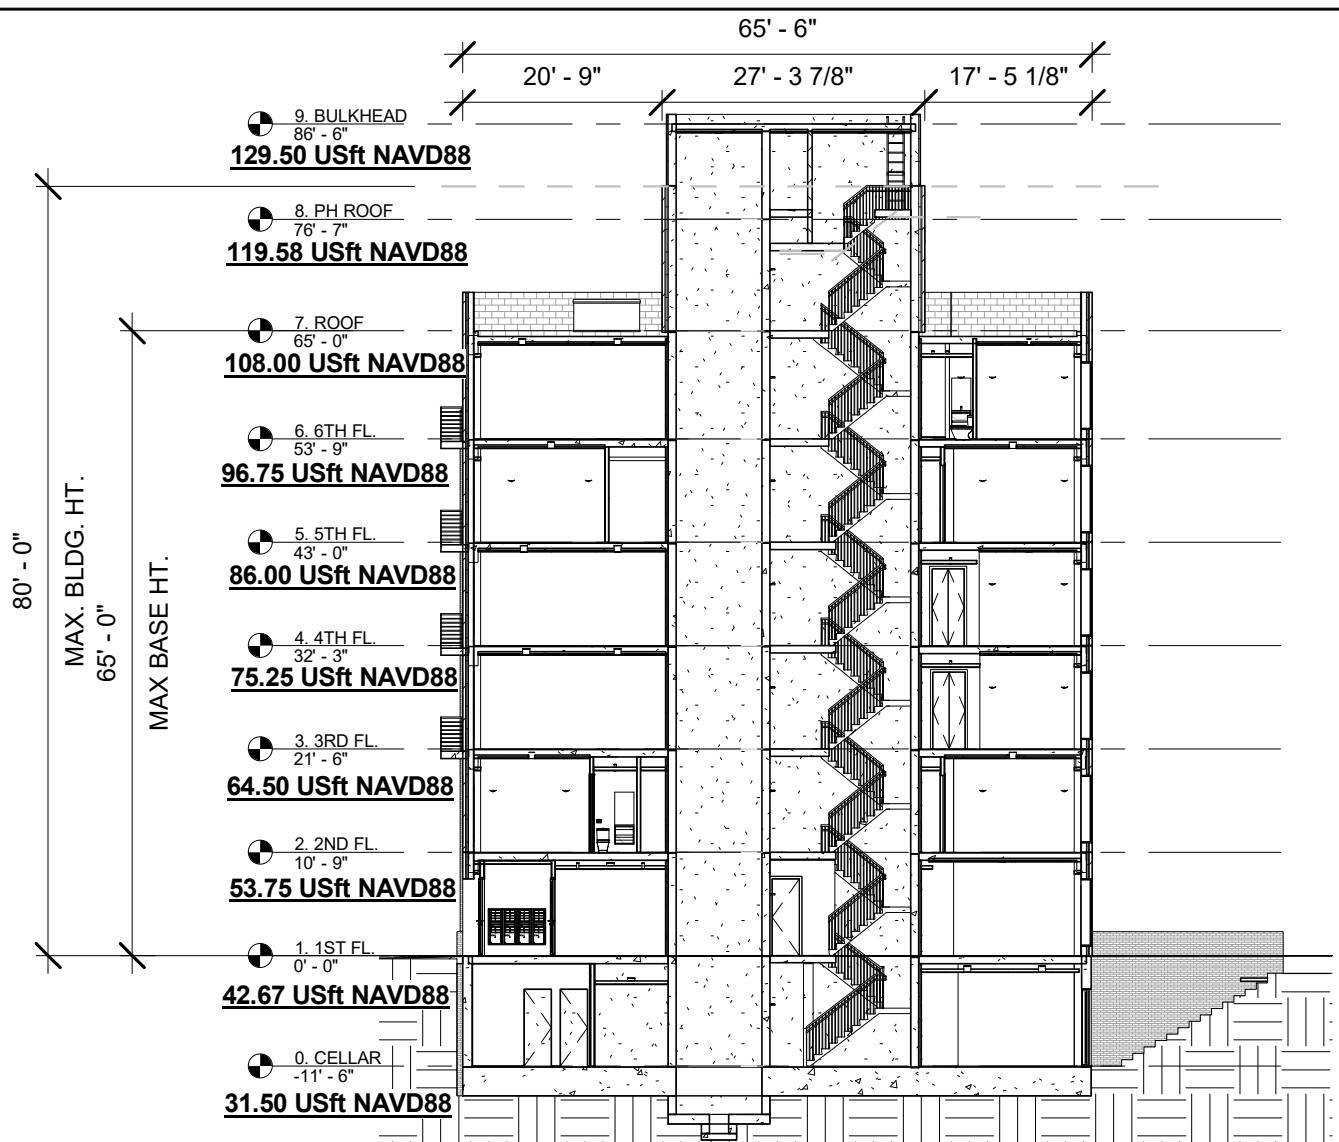 65' - 6"
20' - 9"
27' - 3 7/8"
17' - 5 1/8"
9. BULKHEAD
86' - 6"
129.50 USft NAVD88
8. PH ROOF
76' - 7"
119.58 USft NAVD88
7. ROOF
65' - 0"
108.00 USft NAVD88
6. 6TH FL.
53' - 9"
96.75 USft NAVD88
5. 5TH FL.
43' - 0"
86.00 USft NAVD88
4. 4TH FL.
32' - 3"
75.25 USft NAVD88
3. 3RD FL.
21' - 6"
64.50 USft NAVD88
2. 2ND FL.
10' - 9"
53.75 USft NAVD88
1. 1ST FL.
0' - 0"
42.67 USft NAVD88
0. CELLAR
-11' - 6"
31.50 USft NAVD88
80' - 0"
MAX. BLDG. HT.
65' - 0"
MAX BASE HT.